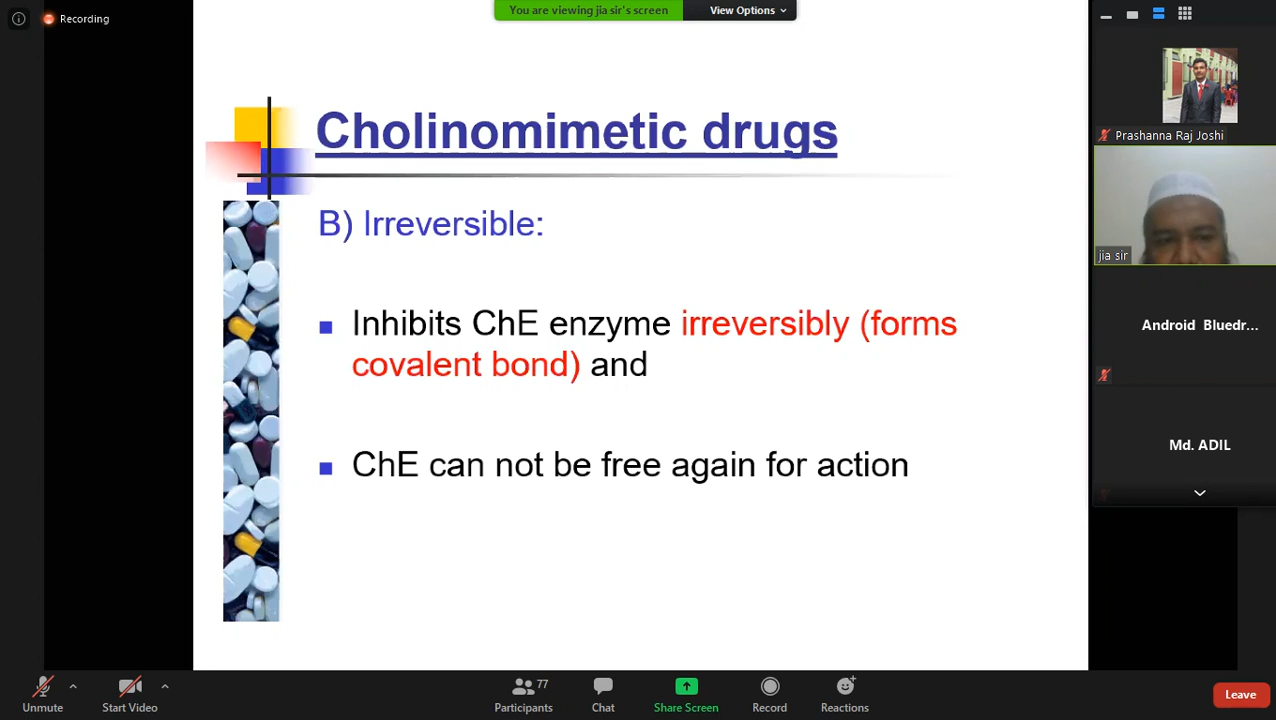 Recording
You are viewing jia sir's screen
View Options
Cholinomimetic drugs
B) Irreversible:
Inhibits ChE enzyme irreversibly (forms
covalent bond) and
ChE can not be free again for action
Prashanna Raj Joshi
jia sir
Android Bluedr...
Md. ADIL
Unmute
Start Video
77
Participants
Chat
Share Screen
Record
Reactions
Leave